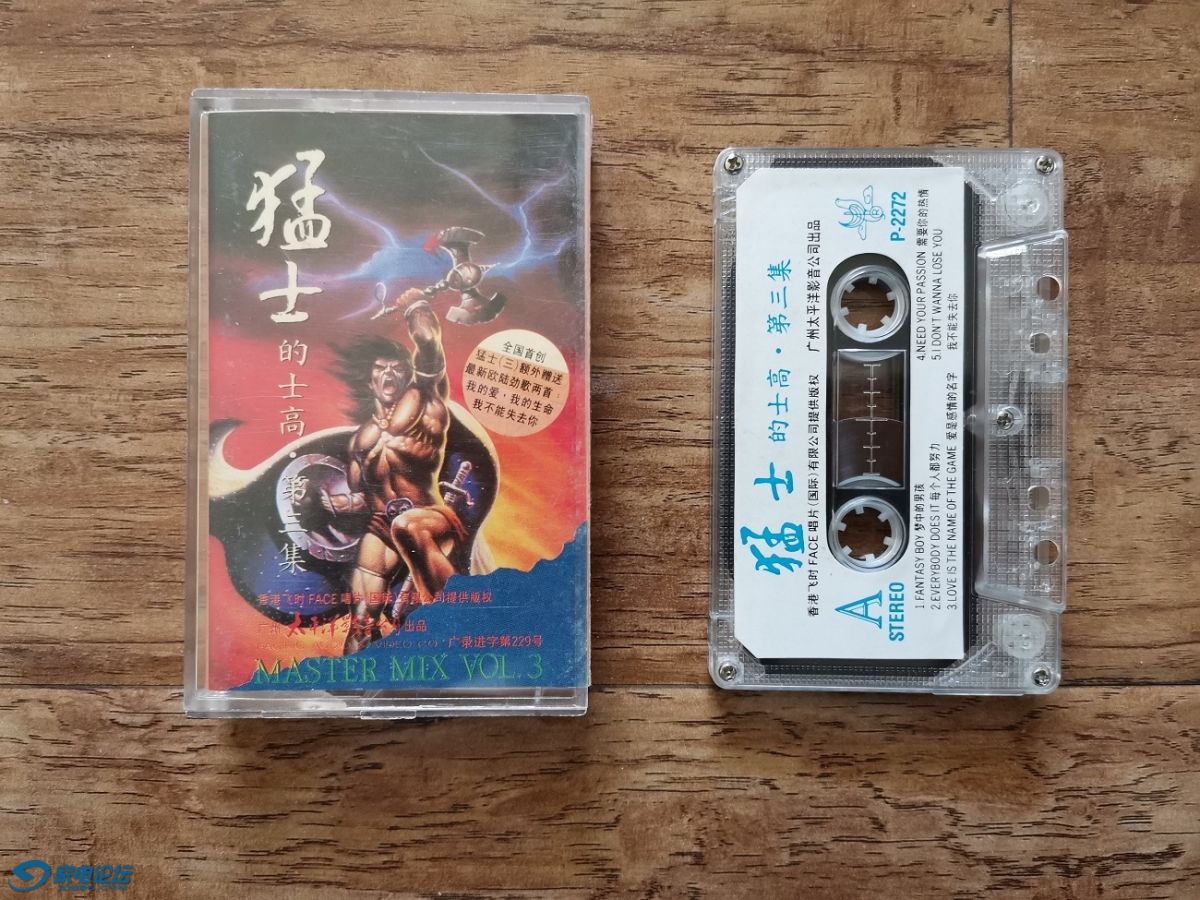 猛士
的士高·第三集
全国首创
猛士(三)额外赠送
最新欧陆劲歌两首:
我的爱,我的生命
我不能失去你
香港飞时FACE唱片(国际)有限公司提供版权
广州太平洋影音公司出品
广录进字第229号
MASTER MIX VOL. 3
猛士 的士高·第三集
香港飞时FACE唱片(国际)有限公司提供版权 广州太平洋影音公司出品
P-2272
A
STEREO
1 FANTASY BOY 梦中的男孩
2.EVERYBODY DOES IT 每个人都努力
3.LOVE IS THE NAME OF THE GAME 爱是感情的名字
4.NEED YOUR PASSION 需要你的热情
5.I DON'T WANNA LOSE YOU
我不能失去你
家电论坛